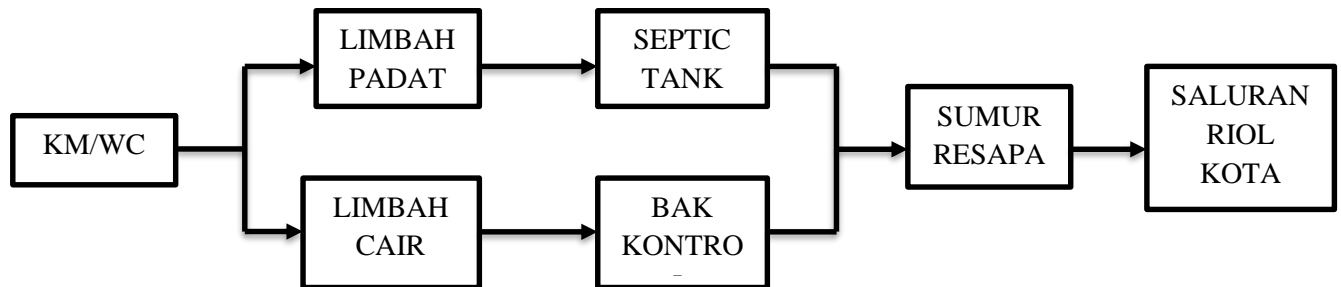 KM/WC
LIMBAH
PADAT
SEPTIC
TANK
LIMBAH
CAIR
BAK
KONTRO
SUMUR
RESAPA
SALURAN
RIOL
KOTA